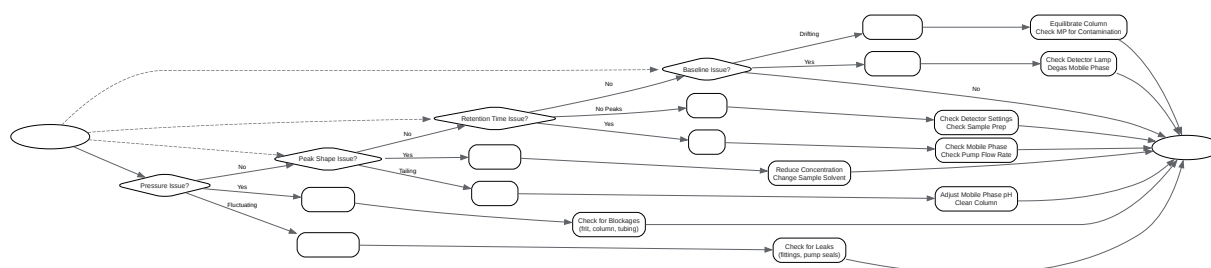 Drifting
Equilibrate Column
Check MP for Contamination
Baseline Issue?
Yes
Check Detector Lamp
Degas Mobile Phase
No
No
Retention Time Issue?
No Peaks
Check Detector Settings
Check Sample Prep
Yes
Check Mobile Phase
Check Pump Flow Rate
No
Peak Shape Issue?
Yes
Reduce Concentration
Change Sample Solvent
Tailing
Adjust Mobile Phase pH
Clean Column
No
Pressure Issue?
Yes
Check for Blockages
(frit, column, tubing)
Fluctuating
Check for Leaks
(fittings, pump seals)